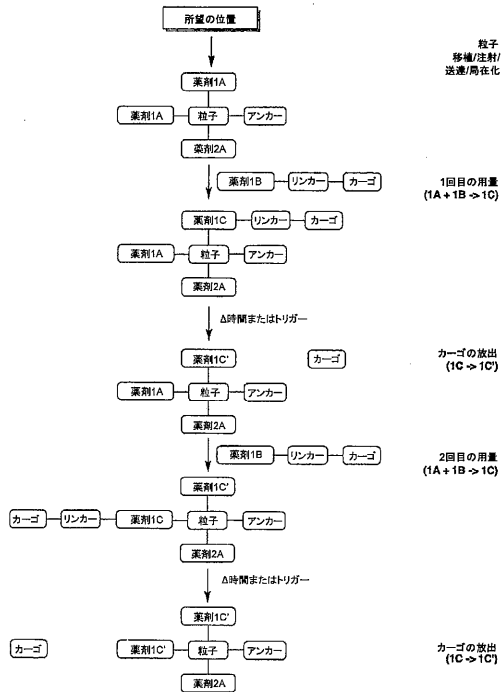 所望の位置
粒子
移植/注射/
送達/局在化
薬剤1A
薬剤1A 粒子 アンカー
薬剤2A
薬剤1B リンカー カーゴ
1回目の用量
(1A + 1B -> 1C)
薬剤1C リンカー カーゴ
薬剤1A 粒子 アンカー
薬剤2A
Δ時間またはトリガー
薬剤1C' カーゴ
カーゴの放出
(1C -> 1C')
薬剤1A 粒子 アンカー
薬剤2A
薬剤1B リンカー カーゴ
2回目の用量
(1A + 1B -> 1C)
薬剤1C'
カーゴ リンカー 薬剤1C 粒子 アンカー
薬剤2A
Δ時間またはトリガー
薬剤1C'
カーゴ 薬剤1C' 粒子 アンカー
カーゴの放出
(1C -> 1C')
薬剤2A